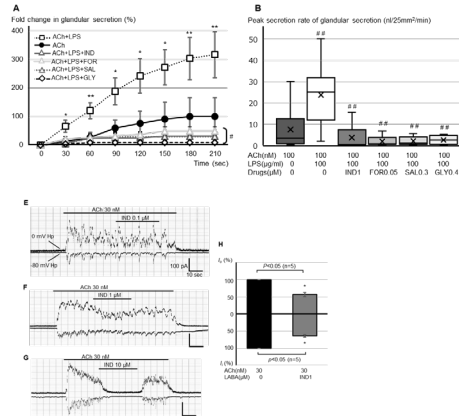 A
Fold change in glandular secretion (%)
400
300
200
100
0
ACh+LPS
ACh
ACh+LPS+IND
ACh+LPS+FOR
ACh+LPS+SAL
ACh+LPS+GLY
*
**
*
*
*
**
**
0 30 60 90 120 150 180 210
Time (sec)
B
Peak secretion rate of glandular secretion (nl/25mm²/min)
50
40
30
20
10
0
##
##
##
##
##
ACh(nM) 100 100 100 100 100 100
LPS(μg/ml) 0 100 100 100 100 100
Drugs(μM) 0 0 IND1 FOR0.05 SAL0.3 GLY0.4
E
ACh 30 nM
IND 0.1 μM
0 mV Hp
-80 mV Hp
100 pA
10 sec
F
ACh 30 nM
IND 1 μM
G
ACh 30 nM
IND 10 μM
H
(%)
P<0.05 (n=5)
100
50
0
50
100
*
*
p<0.05 (n=5)
(%)
ACh(nM) 30 30
LABA(μM) 0 IND1